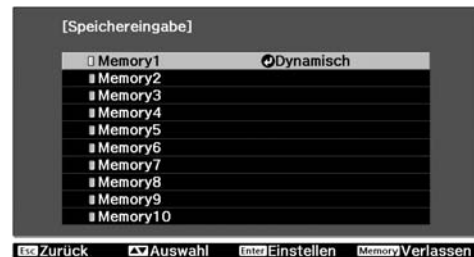 [Speichereingabe]
Memory1 Dynamisch
Memory2
Memory3
Memory4
Memory5
Memory6
Memory7
Memory8
Memory9
Memory10
Esc Zurück Auswahl Enter Einstellen Memory Verlassen